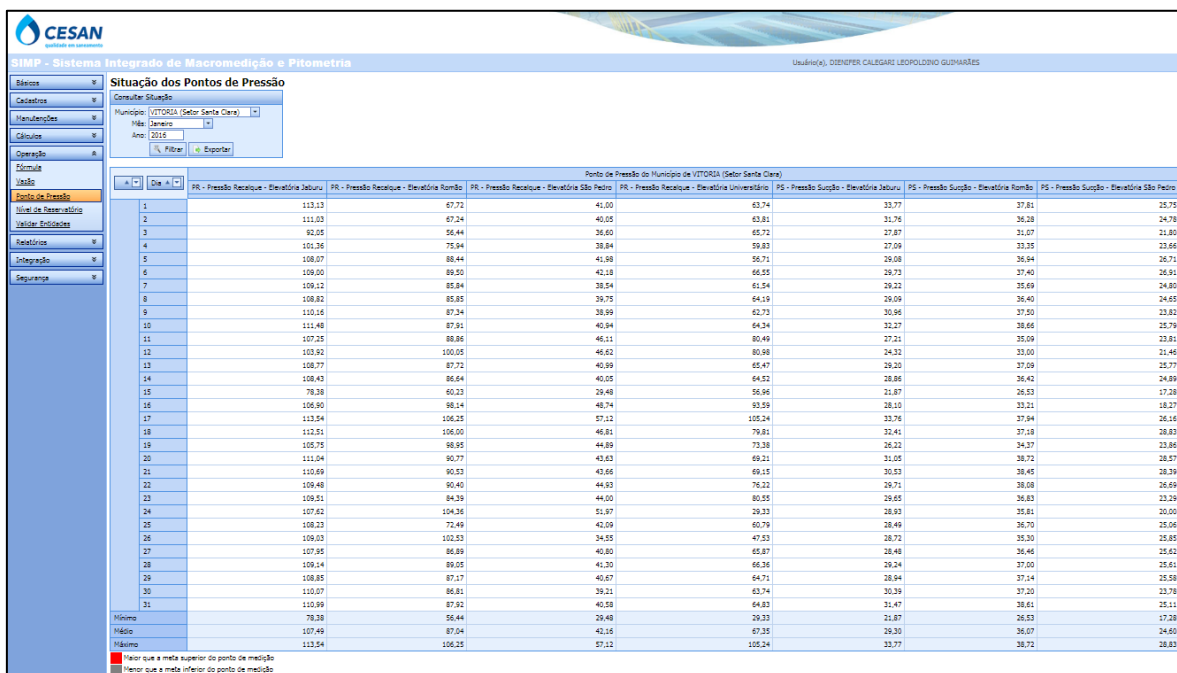 CESAN
qualidade em saneamento
SIMP - Sistema Integrado de Macromedição e Pitometria
Usuário(a), DIENIFER CALEGARI LEOPOLDINO GUIMARÃES
Básicos
Cadastros
Manutenções
Cálculos
Operação
Fórmula
Vazão
Ponto de Pressão
Nível de Reservatório
Validar Entidades
Relatórios
Integração
Segurança
Situação dos Pontos de Pressão
Consultar Situação
Município: VITORIA (Setor Santa Clara)
Mês: Janeiro
Ano: 2016
Filtrar Exportar
Ponto de Pressão do Município de VITORIA (Setor Santa Clara)
Dia PR - Pressão Recalque - Elevatória Jaburu PR - Pressão Recalque - Elevatória Romão PR - Pressão Recalque - Elevatória São Pedro PR - Pressão Recalque - Elevatória Universitário PS - Pressão Sucção - Elevatória Jaburu PS - Pressão Sucção - Elevatória Romão PS - Pressão Sucção - Elevatória São Pedro
1 113,13 67,72 41,00 63,74 33,77 37,81 25,75
2 111,03 67,24 40,05 63,81 31,76 36,28 24,78
3 92,05 56,44 36,60 65,72 27,87 31,07 21,80
4 101,36 75,94 38,84 59,83 27,09 33,35 23,66
5 108,07 88,44 41,98 56,71 29,08 36,94 26,71
6 109,00 89,50 42,18 66,55 29,73 37,40 26,91
7 109,12 85,84 38,54 61,54 29,22 35,69 24,80
8 108,82 85,85 39,75 64,19 29,09 36,40 24,65
9 110,16 87,34 38,99 62,73 30,96 37,50 23,82
10 111,48 87,91 40,94 64,34 32,27 38,66 25,79
11 107,25 88,86 46,11 80,49 27,21 35,09 23,81
12 103,92 100,05 46,62 80,98 24,32 33,00 21,46
13 108,77 87,72 40,99 65,47 29,20 37,09 25,77
14 108,43 86,64 40,05 64,52 28,86 36,42 24,89
15 78,38 60,23 29,48 56,96 21,87 26,53 17,28
16 106,90 98,14 48,74 93,59 28,10 33,21 18,27
17 113,54 106,25 57,12 105,24 33,76 37,94 26,16
18 112,51 106,00 46,81 79,81 32,41 37,18 28,83
19 105,75 98,95 44,89 73,38 26,22 34,37 23,86
20 111,04 90,77 43,63 69,21 31,05 38,72 28,57
21 110,69 90,53 43,66 69,15 30,53 38,45 28,39
22 109,48 90,40 44,93 76,22 29,71 38,08 26,69
23 109,51 84,39 44,00 80,55 29,65 36,83 23,29
24 107,62 104,36 51,97 29,33 28,93 35,81 20,00
25 108,23 72,49 42,09 60,79 28,49 36,70 25,06
26 109,03 102,53 34,55 47,53 28,72 35,30 25,85
27 107,95 86,89 40,80 65,87 28,48 36,46 25,62
28 109,14 89,05 41,30 66,36 29,24 37,00 25,61
29 108,85 87,17 40,67 64,71 28,94 37,14 25,58
30 110,07 86,81 39,21 63,74 30,39 37,20 23,78
31 110,99 87,92 40,58 64,83 31,47 38,61 25,11
Mínimo 78,38 56,44 29,48 29,33 21,87 26,53 17,28
Médio 107,49 87,04 42,16 67,35 29,30 36,07 24,60
Máximo 113,54 106,25 57,12 105,24 33,77 38,72 28,83
Maior que a meta superior do ponto de medição
Menor que a meta inferior do ponto de medição